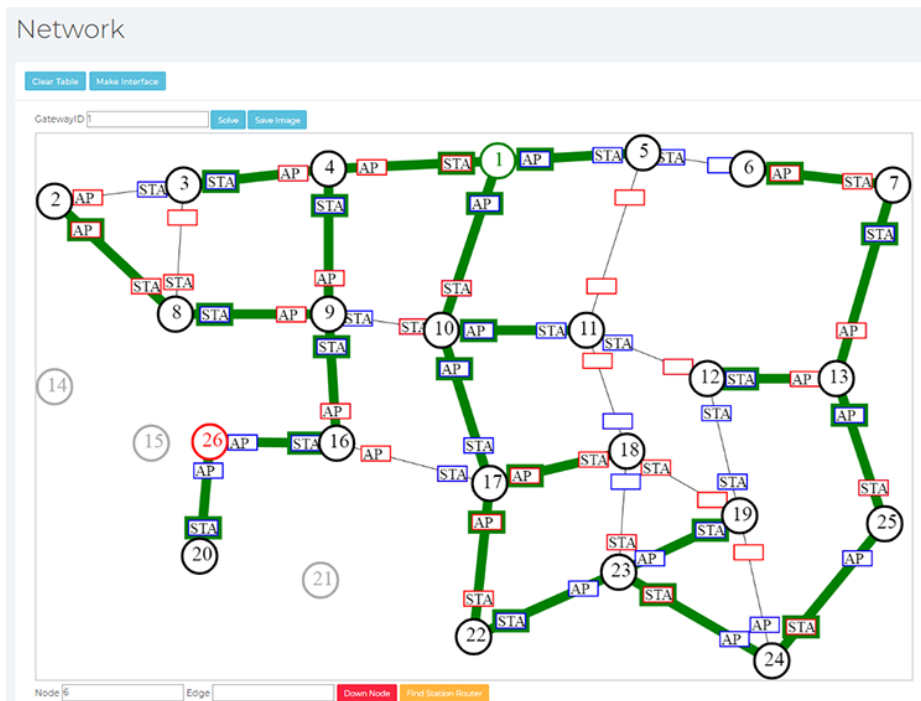 Network
Clear Table Make Interface
GatewayID 1 Solve Save Image
1 AP STA 5 STA 6 AP STA 7
2 AP STA 3 STA AP 4 AP STA
AP STA AP STA
STA STA AP AP STA
8 STA AP 9 STA STA 10 AP STA 11 STA AP
STA AP 12 STA AP 13
14 AP STA AP
15 26 AP STA 16 AP STA 17 AP STA 18 STA
AP STA STA
STA AP STA 19 STA 25
20 STA AP AP
21 23 STA
STA STA AP AP AP STA
22 24
Node 6 Edge Down Node Find Station Router